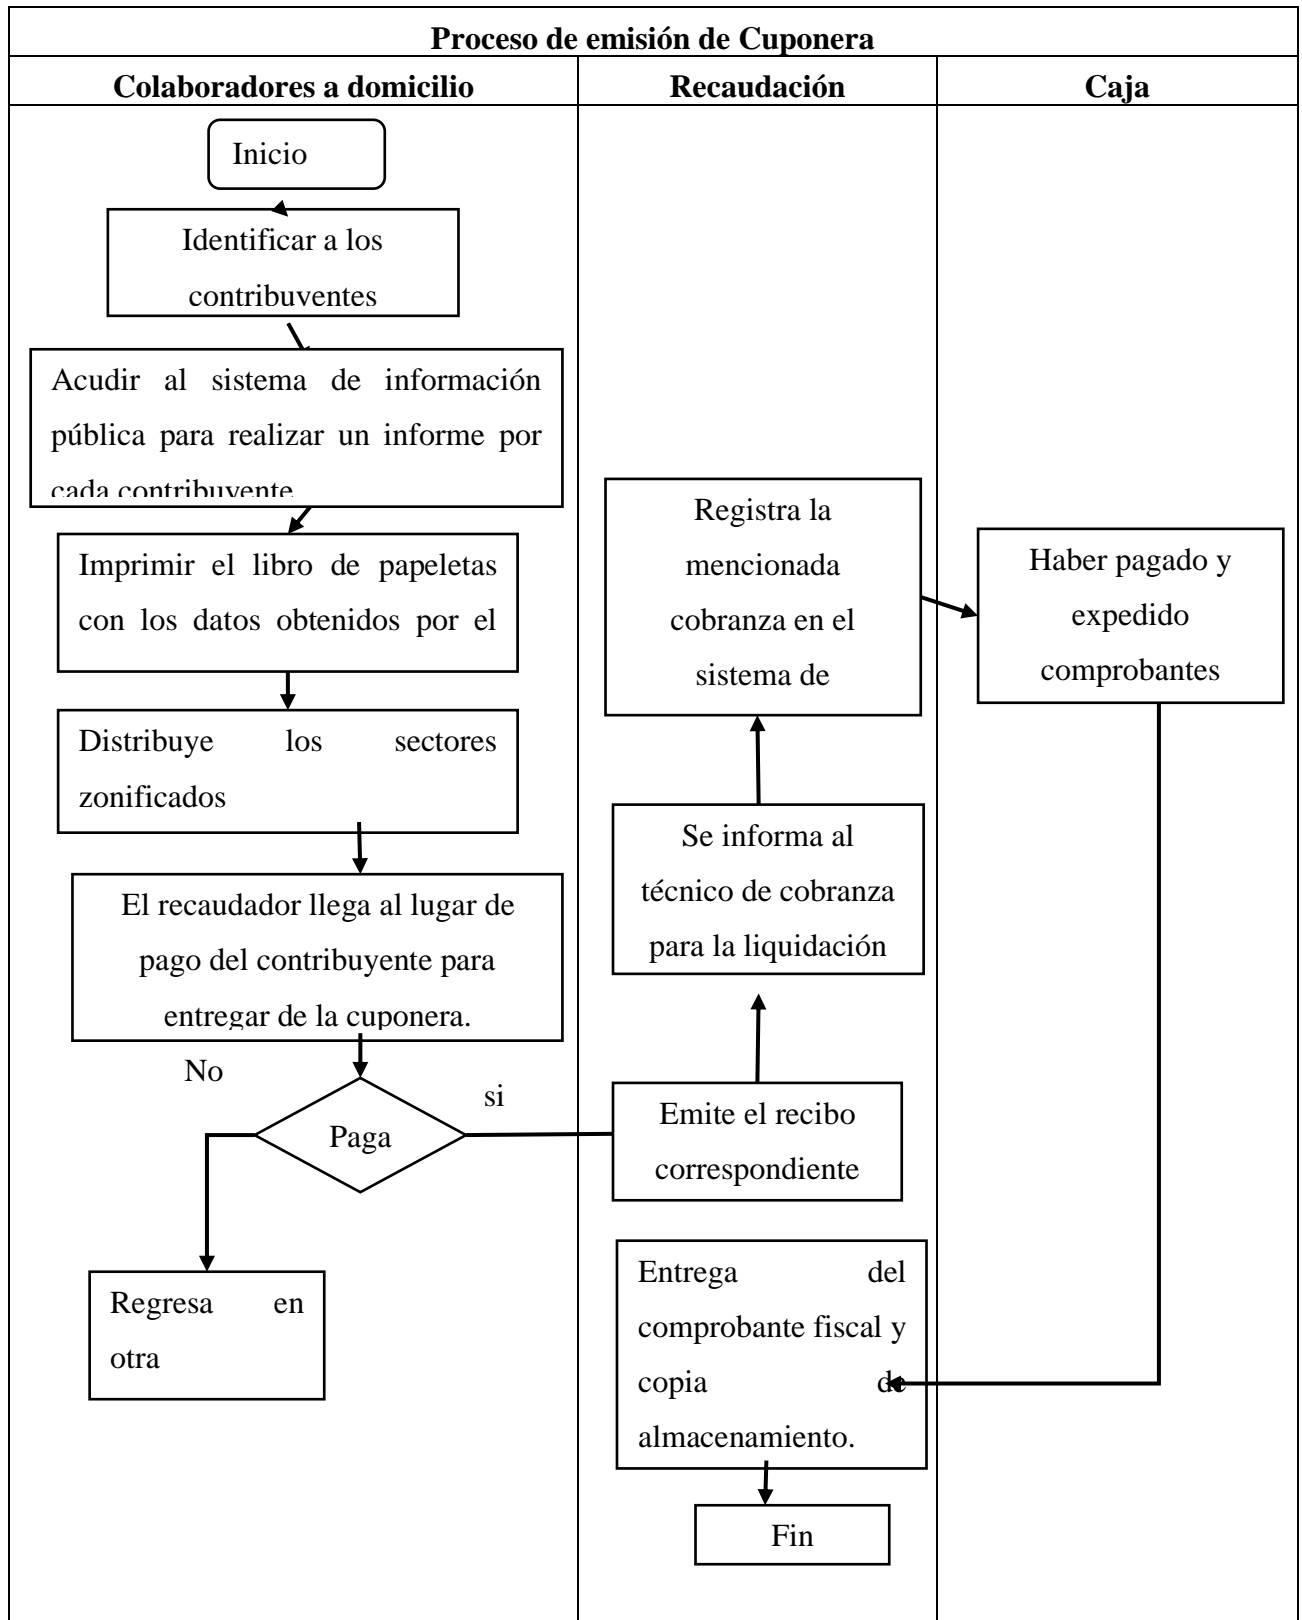 Proceso de emisión de Cuponera
Colaboradores a domicilio
Recaudación
Caja
Inicio
Identificar a los
contribuyentes
Acudir al sistema de información
pública para realizar un informe por
cada contribuyente
Imprimir el libro de papeletas
con los datos obtenidos por el
Distribuye los sectores
zonificados
El recaudador llega al lugar de
pago del contribuyente para
entregar de la cuponera.
No
Paga
si
Regresa en
otra
Registra la
mencionada
cobranza en el
sistema de
Se informa al
técnico de cobranza
para la liquidación
Emite el recibo
correspondiente
Entrega del
comprobante fiscal y
copia de
almacenamiento.
Fin
Haber pagado y
expedido
comprobantes